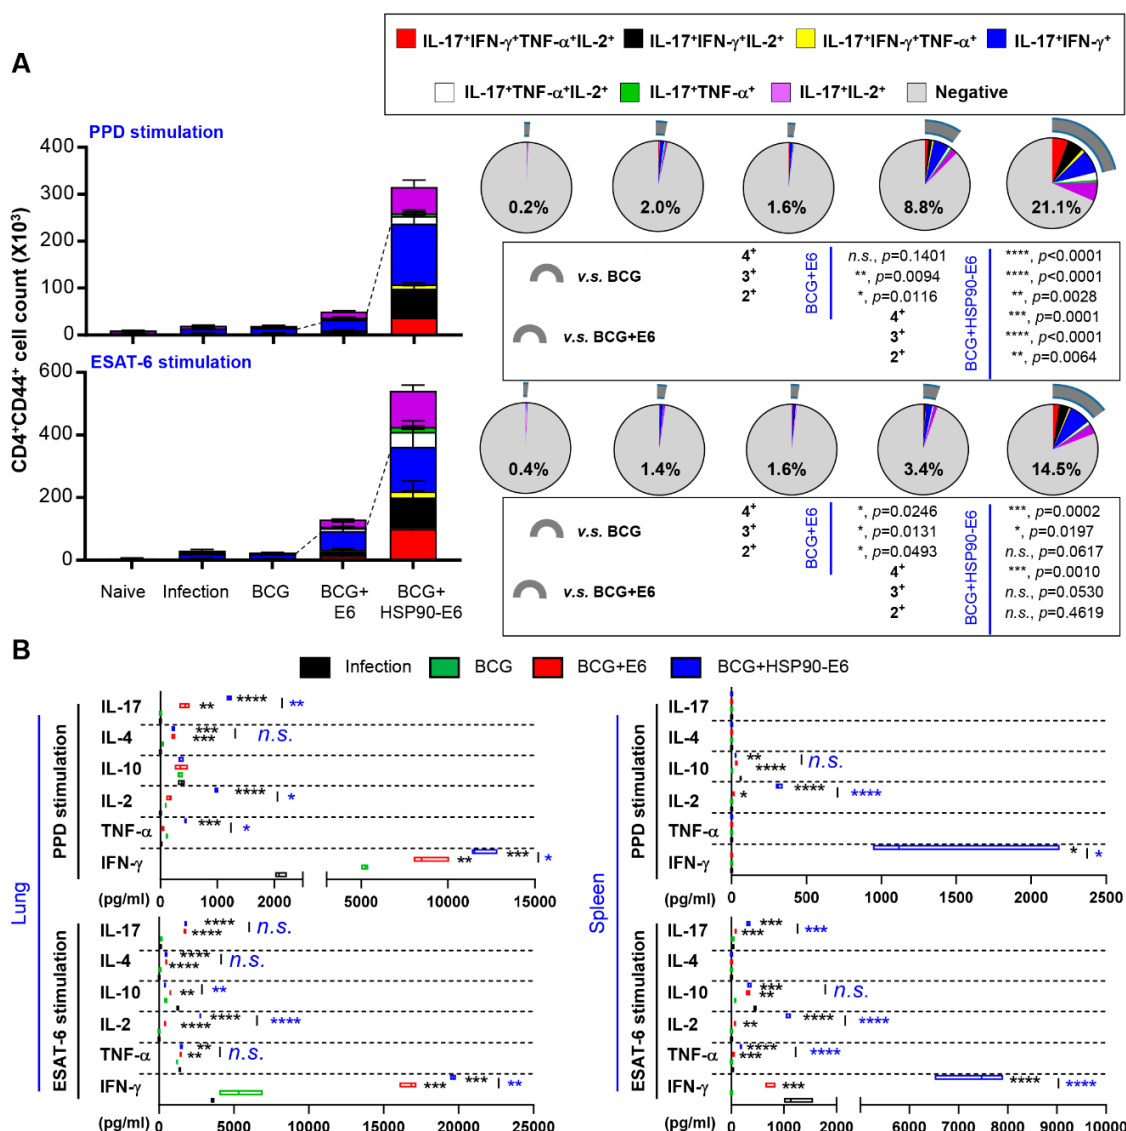 A
IL-17⁺IFN-γ⁺TNF-α⁺IL-2⁺ IL-17⁺IFN-γ⁺IL-2⁺ IL-17⁺IFN-γ⁺TNF-α⁺ IL-17⁺IFN-γ⁺
IL-17⁺TNF-α⁺IL-2⁺ IL-17⁺TNF-α⁺ IL-17⁺IL-2⁺ Negative
PPD stimulation
CD4⁺CD44⁺ cell count (X10³)
400
300
200
100
0
0.2% 2.0% 1.6% 8.8% 21.1%
v.s. BCG
BCG+E6
BCG+HSP90-E6
4⁺ n.s., p=0.1401 ****, p<0.0001
3⁺ **, p=0.0094 ****, p<0.0001
2⁺ *, p=0.0116 **, p=0.0028
v.s. BCG+E6
4⁺ ***, p=0.0001
3⁺ ****, p<0.0001
2⁺ **, p=0.0064
ESAT-6 stimulation
600
400
200
0
Naive Infection BCG BCG+ BCG+
E6 HSP90-E6
0.4% 1.4% 1.6% 3.4% 14.5%
v.s. BCG
BCG+E6
BCG+HSP90-E6
4⁺ *, p=0.0246 ***, p=0.0002
3⁺ *, p=0.0131 *, p=0.0197
2⁺ *, p=0.0493 n.s., p=0.0617
v.s. BCG+E6
4⁺ ***, p=0.0010
3⁺ n.s., p=0.0530
2⁺ n.s., p=0.4619
B
Infection BCG BCG+E6 BCG+HSP90-E6
Lung
PPD stimulation
IL-17 **** ** **
IL-4 *** *** n.s.
IL-10
IL-2 **** *
TNF-α *** *
IFN-γ *** ** *
(pg/ml) 0 1000 2000 5000 10000 15000
ESAT-6 stimulation
IL-17 **** **** n.s.
IL-4 **** **** n.s.
IL-10 ** **
IL-2 **** **** ****
TNF-α ** ** n.s.
IFN-γ *** *** **
(pg/ml) 0 5000 10000 15000 20000 25000
Spleen
PPD stimulation
IL-17
IL-4
IL-10 ** **** n.s.
IL-2 * **** ****
TNF-α
IFN-γ * *
(pg/ml) 0 500 1000 1500 2000 2500
ESAT-6 stimulation
IL-17 *** *** ***
IL-4
IL-10 *** ** n.s.
IL-2 ** **** ****
TNF-α **** *** ****
IFN-γ *** **** ****
(pg/ml) 0 1000 2000 6000 7000 8000 9000 10000